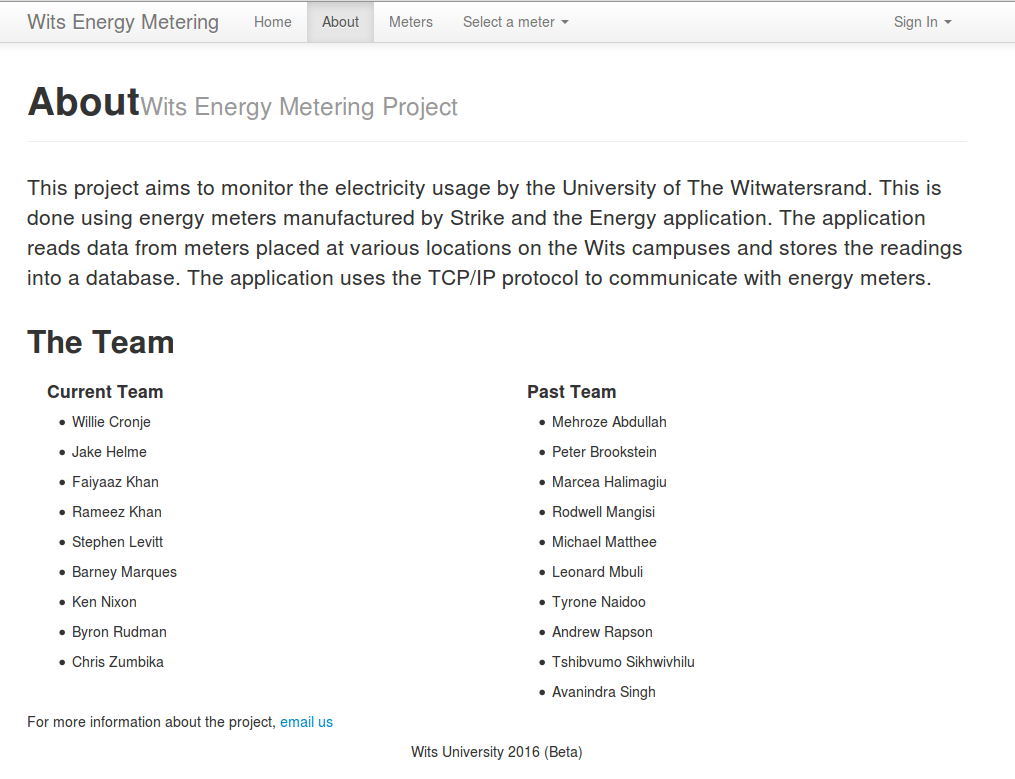 Wits Energy Metering Home About Meters Select a meter Sign In
About Wits Energy Metering Project
This project aims to monitor the electricity usage by the University of The Witwatersrand. This is
done using energy meters manufactured by Strike and the Energy application. The application
reads data from meters placed at various locations on the Wits campuses and stores the readings
into a database. The application uses the TCP/IP protocol to communicate with energy meters.
The Team
Current Team
• Willie Cronje
• Jake Helme
• Faiyaaz Khan
• Rameez Khan
• Stephen Levitt
• Barney Marques
• Ken Nixon
• Byron Rudman
• Chris Zumbika
Past Team
• Mehroze Abdullah
• Peter Brookstein
• Marcea Halimagiu
• Rodwell Mangisi
• Michael Matthee
• Leonard Mbuli
• Tyrone Naidoo
• Andrew Rapson
• Tshibvumo Sikhwivhilu
• Avanindra Singh
For more information about the project, email us
Wits University 2016 (Beta)